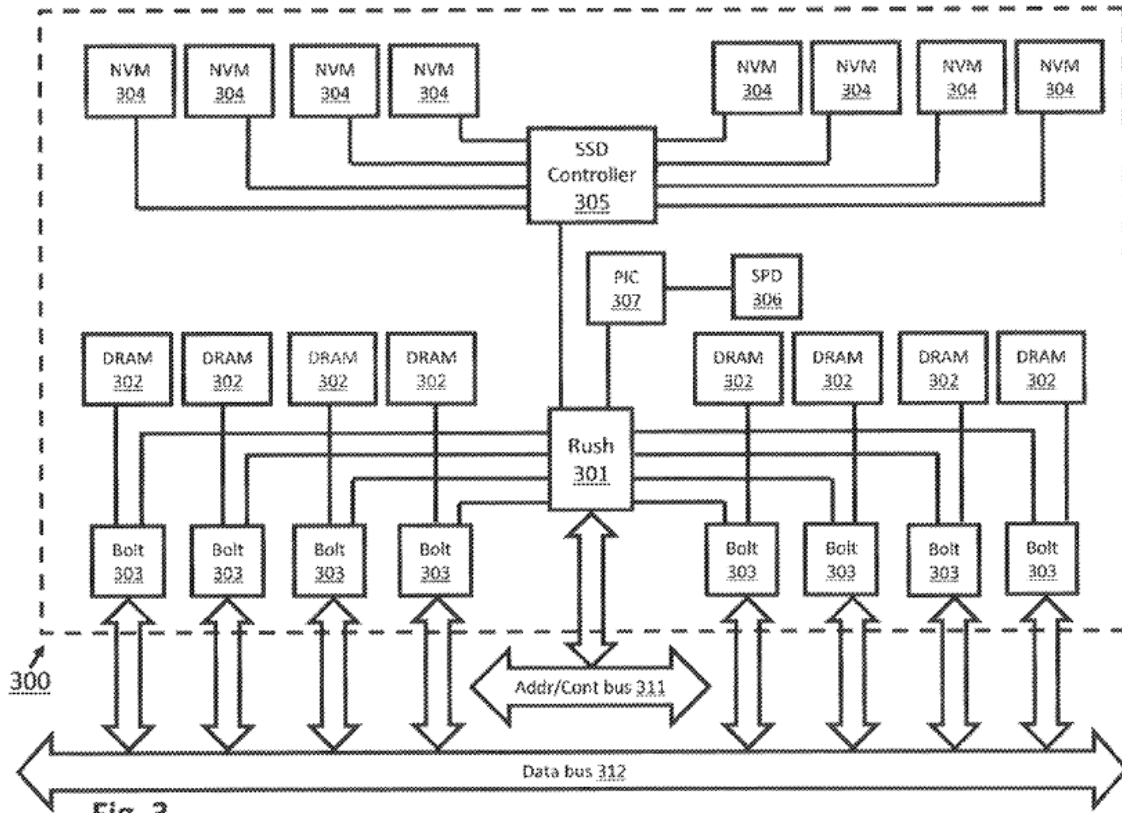 NVM NVM NVM NVM NVM NVM NVM NVM
304 304 304 304 304 304 304 304
SSD
Controller
305
PIC SPD
307 306
DRAM DRAM DRAM DRAM DRAM DRAM DRAM DRAM
302 302 302 302 302 302 302 302
Rush
301
Bolt Bolt Bolt Bolt Bolt Bolt Bolt Bolt
303 303 303 303 303 303 303 303
300
Addr/Cont bus 311
Data bus 312
Fig. 3